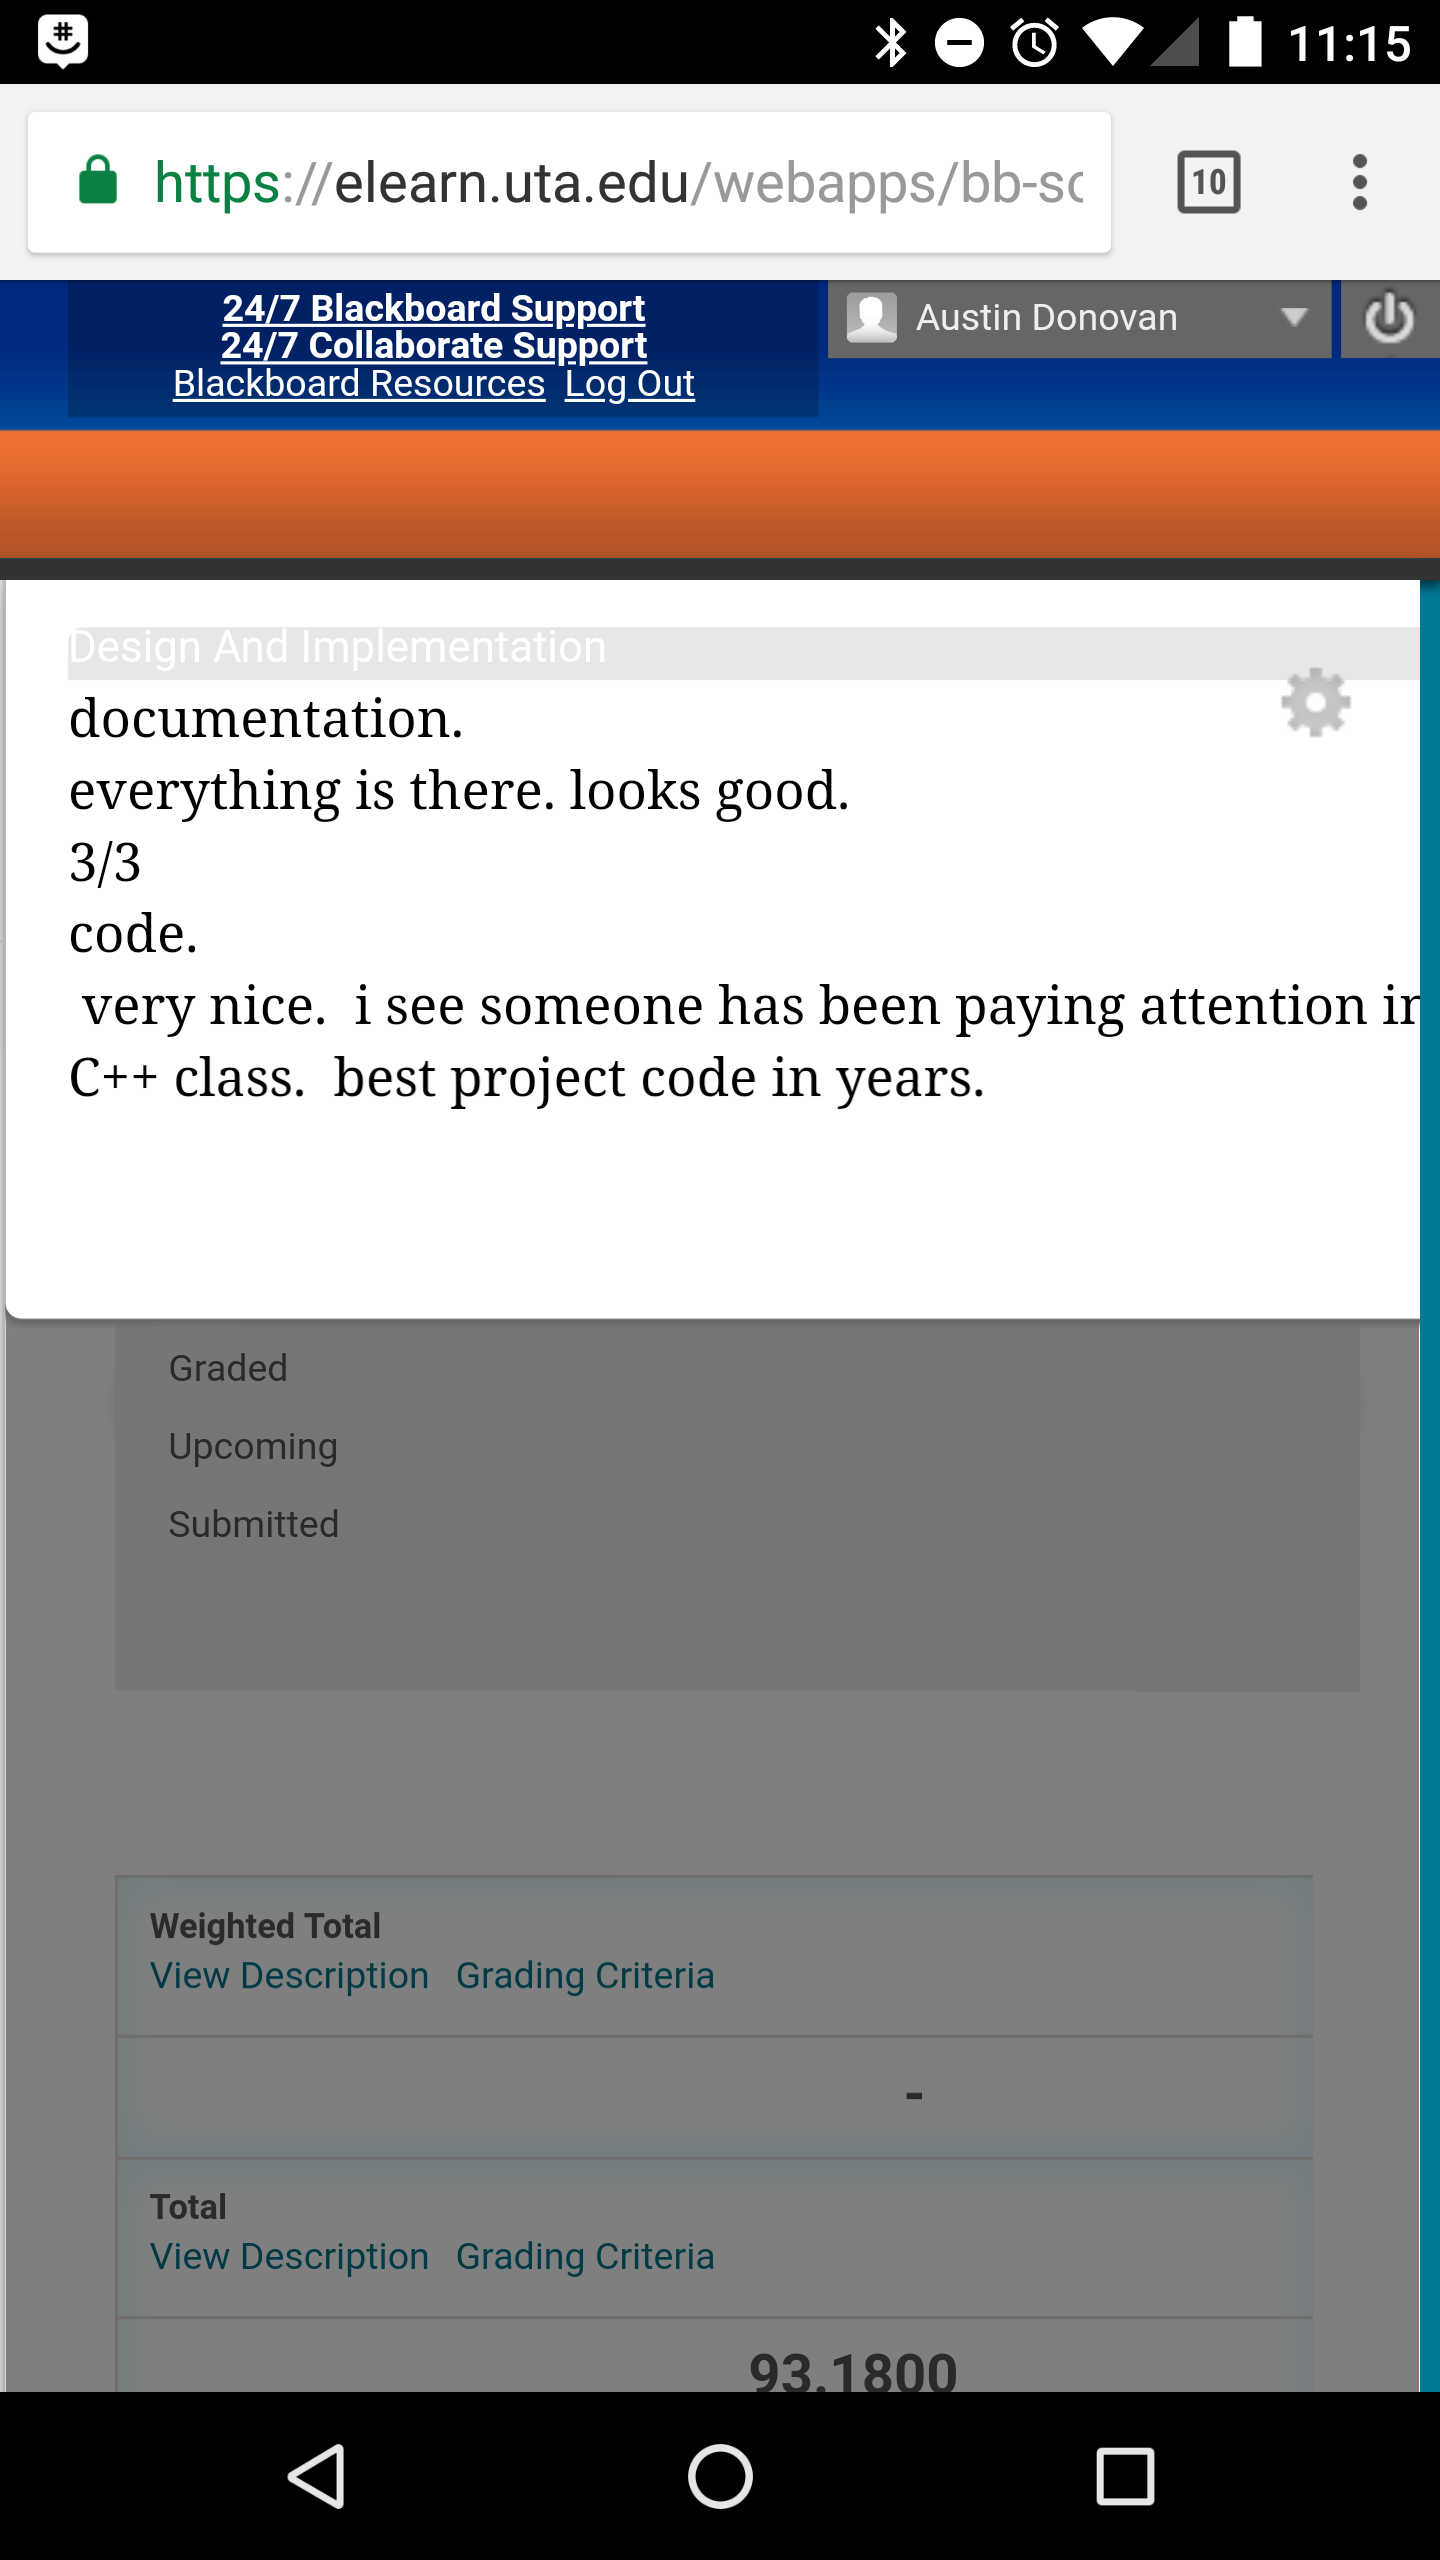 11:15
https://elearn.uta.edu/webapps/bb-sc
10
24/7 Blackboard Support
24/7 Collaborate Support
Blackboard Resources Log Out
Austin Donovan
Design And Implementation
documentation.
everything is there. looks good.
3/3
code.
very nice.  i see someone has been paying attention in
C++ class.  best project code in years.
Graded
Upcoming
Submitted
Weighted Total
View Description Grading Criteria
-
Total
View Description Grading Criteria
93.1800